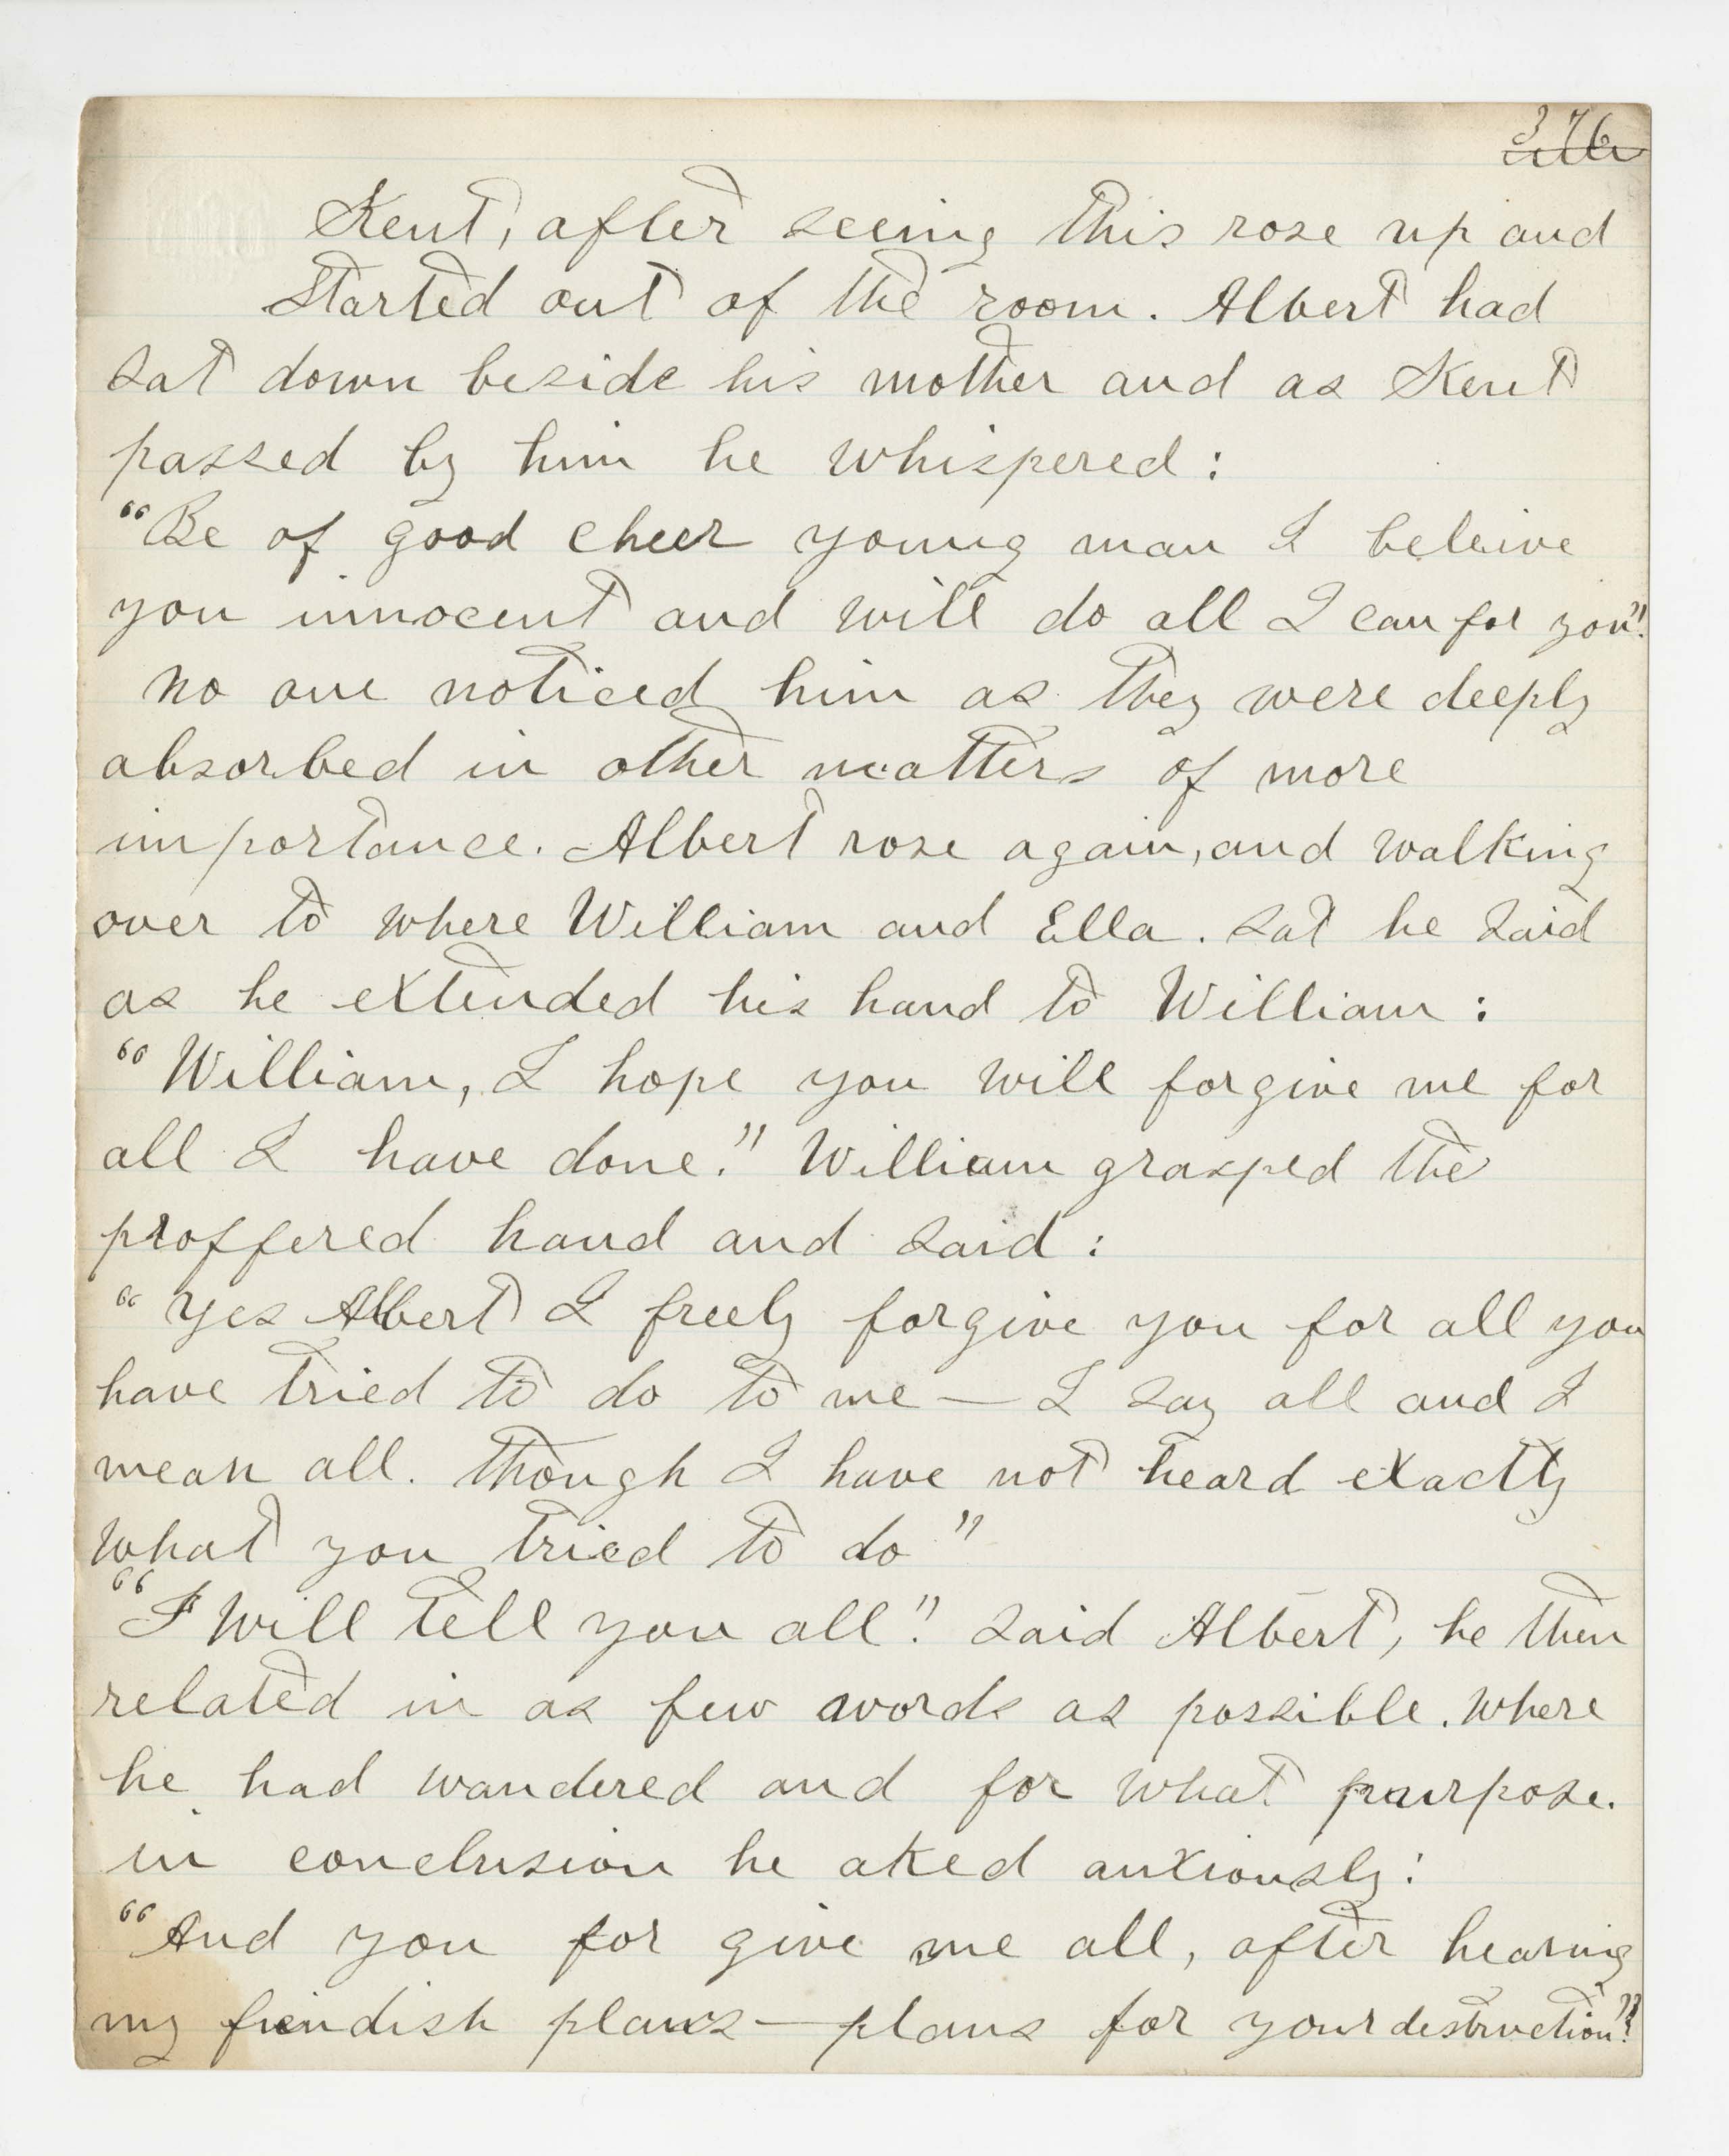 376
Kent, after seeing this rose up and
started out of the room. Albert had
sat down beside his mother and as Kent
passed by him he whispered:
"Be of good cheer young man I beleive
you innocent and will do all I can for you".
no one noticed him as they were deeply
absorbed in other matters of more
importance. Albert rose again, and walking
over to where William and Ella. sat he said
as he extended his hand to William:
"William, I hope you will forgive me for
all I have done." William grasped the
proffered hand and said:
"Yes Albert I freely forgive you for all you
have tried to do to me — I say all and I
mean all. Though I have not heard exactly
what you tried to do"
"I will tell you all". said Albert, he then
related in as few words as possible. where
he had wandered and for what purpose.
in conclusion he aked anxiously:
"And you for give me all, after hearing
my fiendish plans — plans for your destruction?"